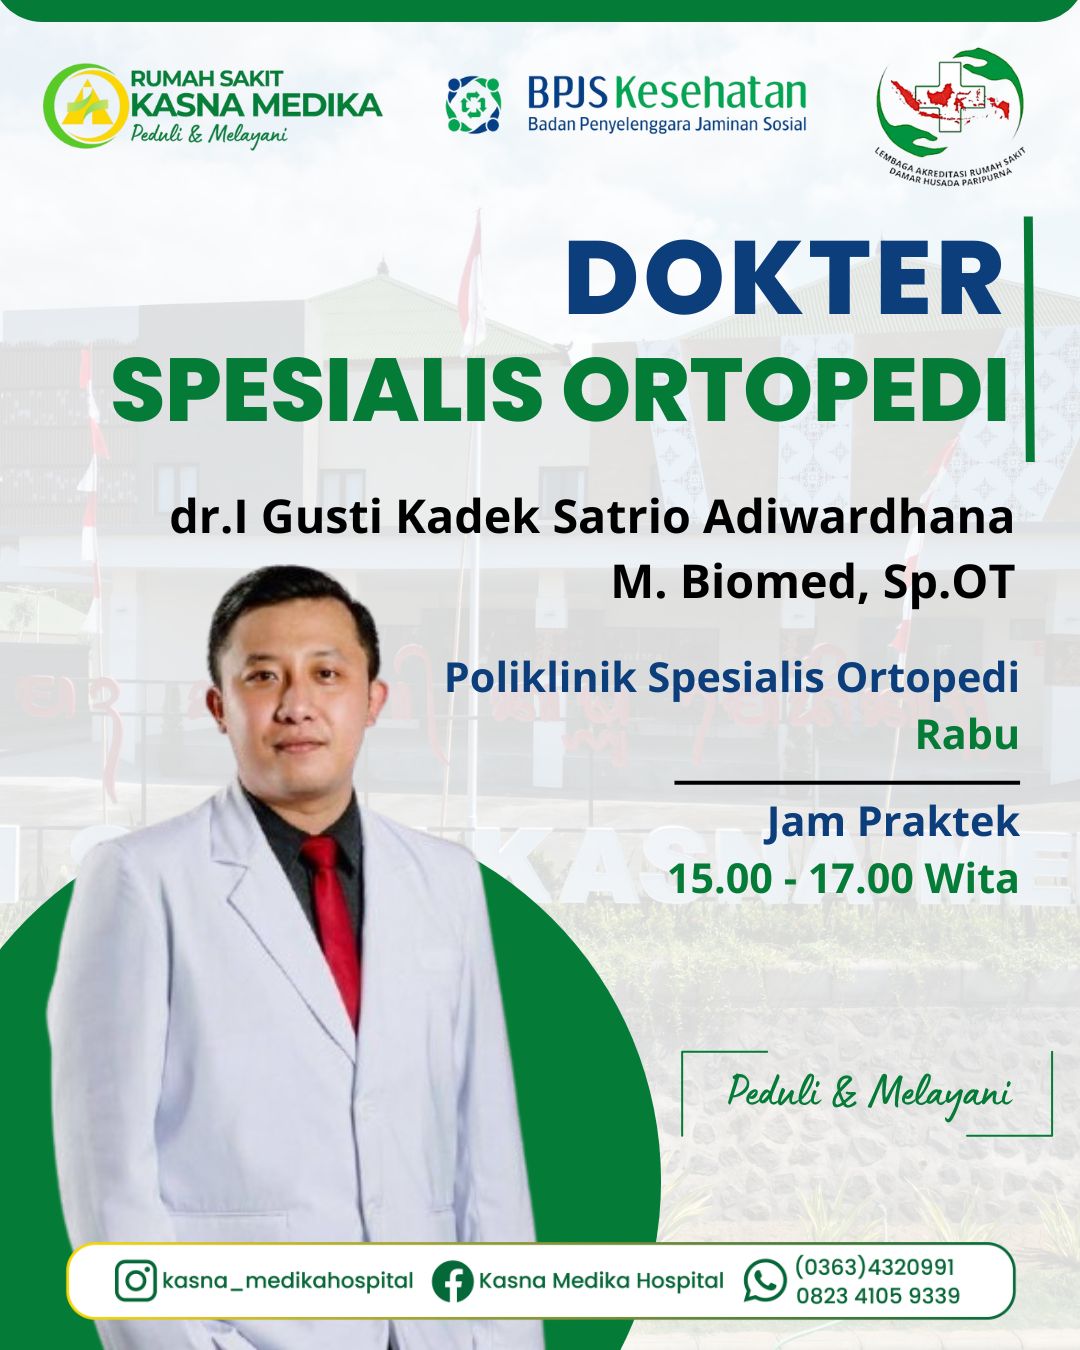 RUMAH SAKIT
KASNA MEDIKA
Peduli & Melayani
BPJS Kesehatan
Badan Penyelenggara Jaminan Sosial
LEMBAGA AKREDITASI RUMAH SAKIT
DAMAR HUSADA PARIPURNA
DOKTER
SPESIALIS ORTOPEDI
dr.I Gusti Kadek Satrio Adiwardhana
M. Biomed, Sp.OT
Poliklinik Spesialis Ortopedi
Rabu
Jam Praktek
15.00 - 17.00 Wita
KASNA ME
Peduli & Melayani
kasna_medikahospital
Kasna Medika Hospital
(0363)4320991
0823 4105 9339